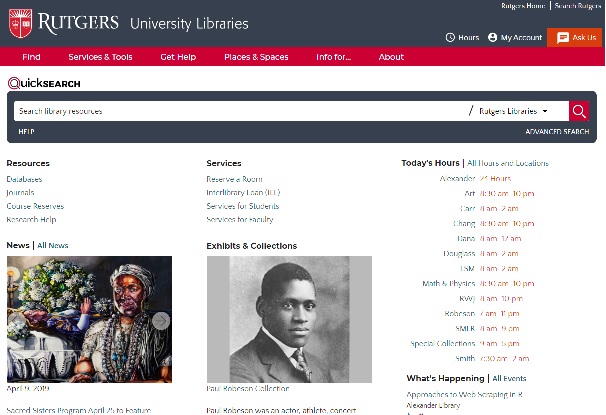 Rutgers Home | Search Rutgers
RUTGERS University Libraries
Hours My Account Ask Us
Find Services & Tools Get Help Places & Spaces Info for... About
QuickSEARCH
Search library resources / Rutgers Libraries
HELP ADVANCED SEARCH
Resources
Databases
Journals
Course Reserves
Research Help
Services
Reserve a Room
Interlibrary Loan (ILL)
Services for Students
Services for Faculty
Today's Hours | All Hours and Locations
Alexander 24 Hours
Art 8:30 am-10 pm
Carr 8 am-2 am
Chang 8:30 am-10 pm
Dana 8 am-12 am
Douglass 8 am-2 am
LSM 8 am-2 am
Math & Physics 8:30 am-10 pm
RWJ 8 am-10 pm
Robeson 7 am-11 pm
SMLR 8 am-9 pm
Special Collections 9 am-5 pm
Smith 7:30 am-2 am
News | All News
April 9, 2019
Sacred Sisters Program April 25 to Feature
Exhibits & Collections
Paul Robeson Collection
Paul Robeson was an actor, athlete, concert
What's Happening | All Events
Approaches to Web Scraping in R
Alexander Library